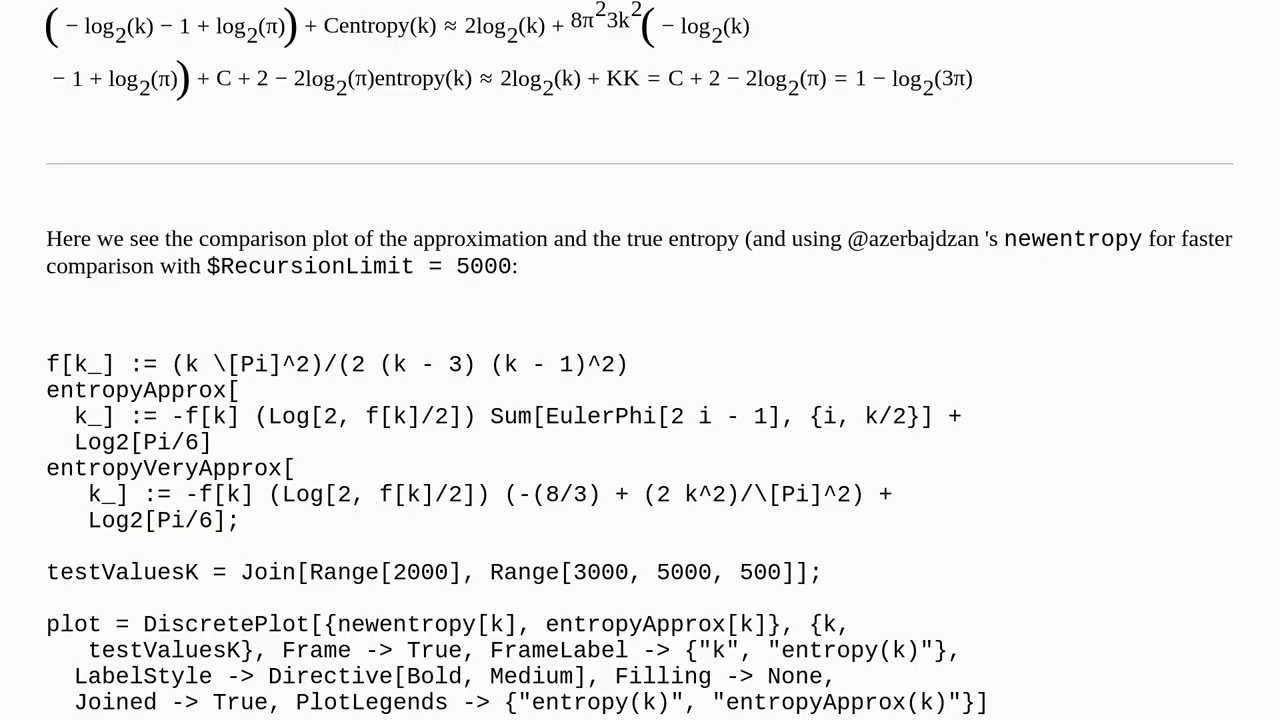 ( − log2(k) − 1 + log2(π)) + Centropy(k) ≈ 2log2(k) + 8π²3k²( − log2(k)
− 1 + log2(π)) + C + 2 − 2log2(π)entropy(k) ≈ 2log2(k) + KK = C + 2 − 2log2(π) = 1 − log2(3π)
Here we see the comparison plot of the approximation and the true entropy (and using @azerbajdzan 's newentropy for faster
comparison with $RecursionLimit = 5000:
f[k_] := (k \[Pi]^2)/(2 (k - 3) (k - 1)^2)
entropyApprox[
  k_] := -f[k] (Log[2, f[k]/2]) Sum[EulerPhi[2 i - 1], {i, k/2}] +
  Log2[Pi/6]
entropyVeryApprox[
   k_] := -f[k] (Log[2, f[k]/2]) (-(8/3) + (2 k^2)/\[Pi]^2) +
   Log2[Pi/6];
testValuesK = Join[Range[2000], Range[3000, 5000, 500]];
plot = DiscretePlot[{newentropy[k], entropyApprox[k]}, {k,
   testValuesK}, Frame -> True, FrameLabel -> {"k", "entropy(k)"},
  LabelStyle -> Directive[Bold, Medium], Filling -> None,
  Joined -> True, PlotLegends -> {"entropy(k)", "entropyApprox(k)"}]